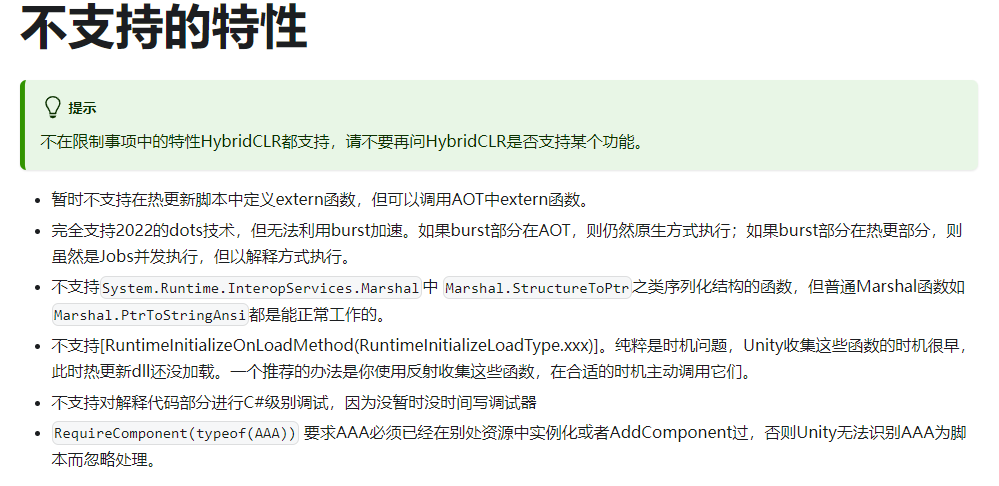 不支持的特性
提示
不在限制事项中的特性HybridCLR都支持，请不要再问HybridCLR是否支持某个功能。
• 暂时不支持在热更新脚本中定义extern函数，但可以调用AOT中extern函数。
• 完全支持2022的dots技术，但无法利用burst加速。如果burst部分在AOT，则仍然原生方式执行；如果burst部分在热更部分，则
虽然是Jobs并发执行，但以解释方式执行。
• 不支持System.Runtime.InteropServices.Marshal中 Marshal.StructureToPtr之类序列化结构的函数，但普通Marshal函数如
Marshal.PtrToStringAnsi都是能正常工作的。
• 不支持[RuntimeInitializeOnLoadMethod(RuntimeInitializeLoadType.xxx)]。纯粹是时机问题，Unity收集这些函数的时机很早，
此时热更新dll还没加载。一个推荐的办法是你使用反射收集这些函数，在合适的时机主动调用它们。
• 不支持对解释代码部分进行C#级别调试，因为没暂时没时间写调试器
• RequireComponent(typeof(AAA)) 要求AAA必须已经在别处资源中实例化或者AddComponent过，否则Unity无法识别AAA为脚
本而忽略处理。